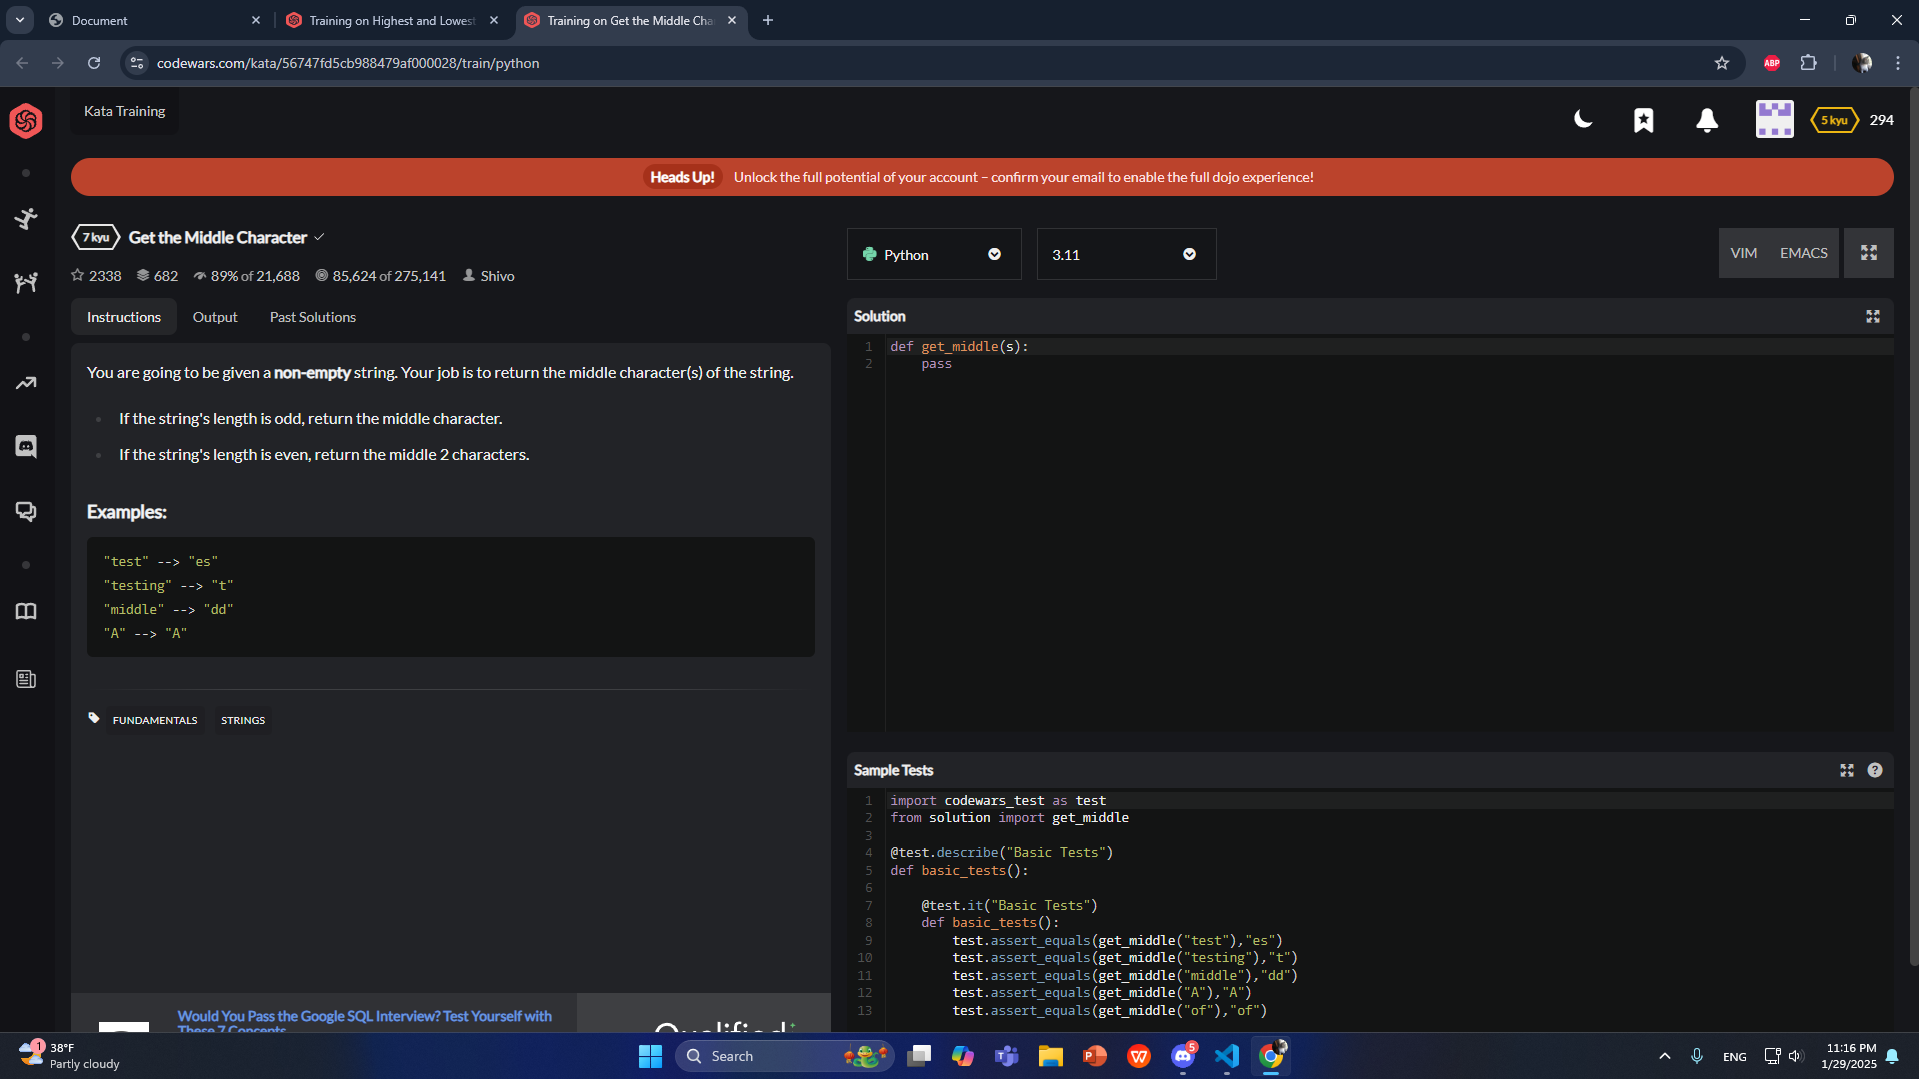 Document
Training on Highest and Lowest
Training on Get the Middle Cha
codewars.com/kata/56747fd5cb988479af000028/train/python
ABP
Kata Training
5 kyu
294
Heads Up! Unlock the full potential of your account – confirm your email to enable the full dojo experience!
7 kyu Get the Middle Character
2338 682 89% of 21,688 85,624 of 275,141 Shivo
Instructions Output Past Solutions
You are going to be given a non-empty string. Your job is to return the middle character(s) of the string.
If the string's length is odd, return the middle character.
If the string's length is even, return the middle 2 characters.
Examples:
"test" --> "es"
"testing" --> "t"
"middle" --> "dd"
"A" --> "A"
FUNDAMENTALS STRINGS
Would You Pass the Google SQL Interview? Test Yourself with
These 7 Concepts
Qualified
Python 3.11 VIM EMACS
Solution
1 def get_middle(s):
2 pass
Sample Tests
1 import codewars_test as test
2 from solution import get_middle
3
4 @test.describe("Basic Tests")
5 def basic_tests():
6
7 @test.it("Basic Tests")
8 def basic_tests():
9 test.assert_equals(get_middle("test"),"es")
10 test.assert_equals(get_middle("testing"),"t")
11 test.assert_equals(get_middle("middle"),"dd")
12 test.assert_equals(get_middle("A"),"A")
13 test.assert_equals(get_middle("of"),"of")
1
38°F
Partly cloudy
Search
5
ENG
11:16 PM
1/29/2025